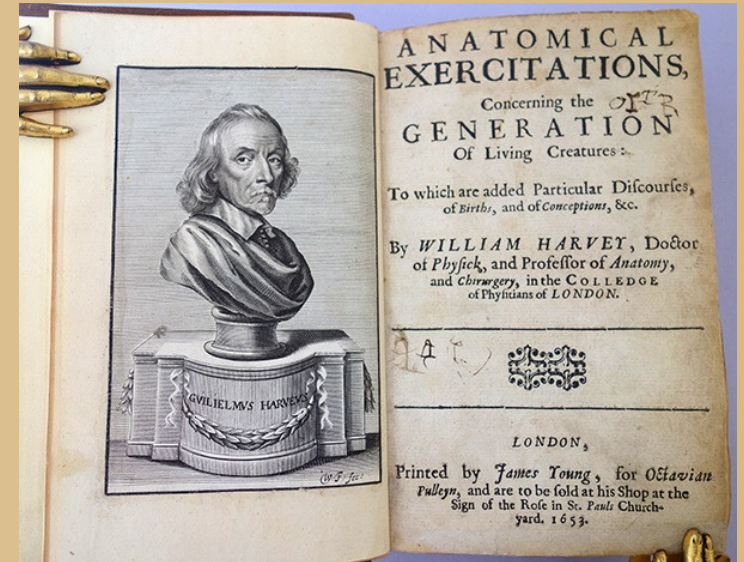 GVILIELMVS HARVEVS
W.F. fec:
ANATOMICAL
EXERCITATIONS,
Concerning the
GENERATION
Of Living Creatures:
To which are added Particular Diſcourſes,
of Births, and of Conceptions, &c.
By WILLIAM HARVEY, Doctor
of Phyſick, and Profeſſor of Anatomy,
and Chirurgery, in the COLLEDGE
of Phyſitians of LONDON.
LONDON,
Printed by James Young, for Octavian
Pulleyn, and are to be ſold at his Shop at the
Sign of the Roſe in St. Pauls Church-
yard. 1653.